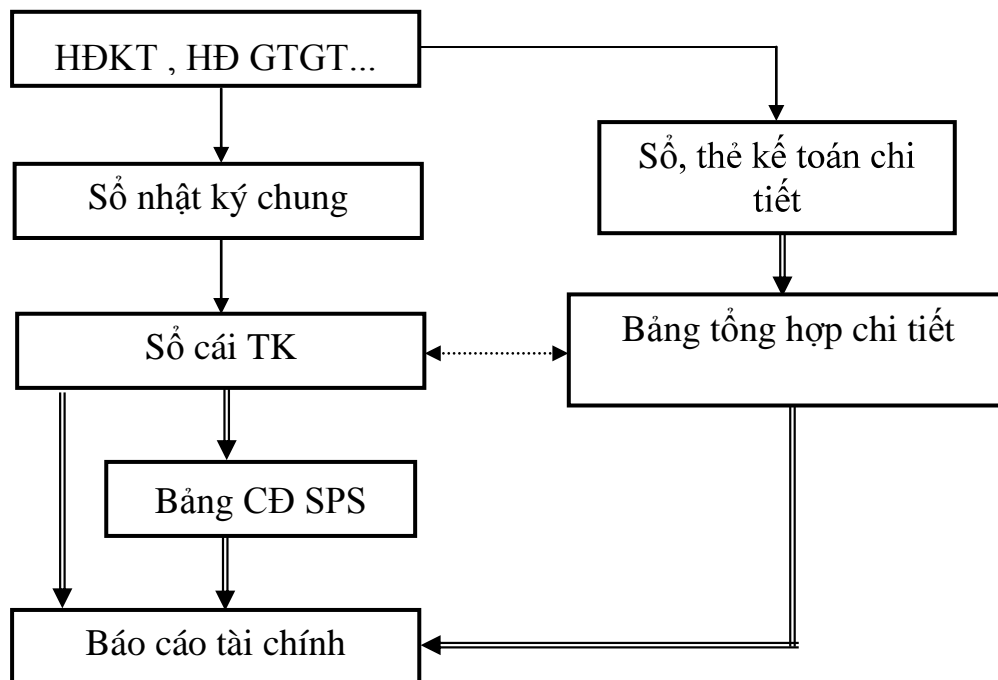 HĐKT , HĐ GTGT...
Sổ, thẻ kế toán chi
tiết
Sổ nhật ký chung
Sổ cái TK
Bảng tổng hợp chi tiết
Bảng CĐ SPS
Báo cáo tài chính